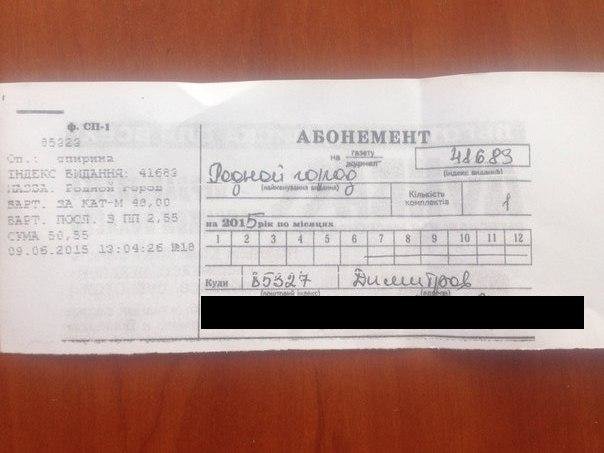 ф. СП-1
85323
Оп.: спирина
ІНДЕКС ВИДАННЯ: 41683
НАЗВА: Родной город
ВАРТ. ЗА КАТ-М 48,00
ВАРТ. ПОСЛ. З ПП 2,55
СУМА 50,55
09.06.2015 13:04:26 №18
АБОНЕМЕНТ
на газету журнал
41683
(індекс видання)
Родной город
(найменування видання)
Кількість комплектів 1
на 2015 рік по місяцях
1 2 3 4 5 6 7 8 9 10 11 12
Куди 85327 Димитров
(поштовий індекс) (адреса)